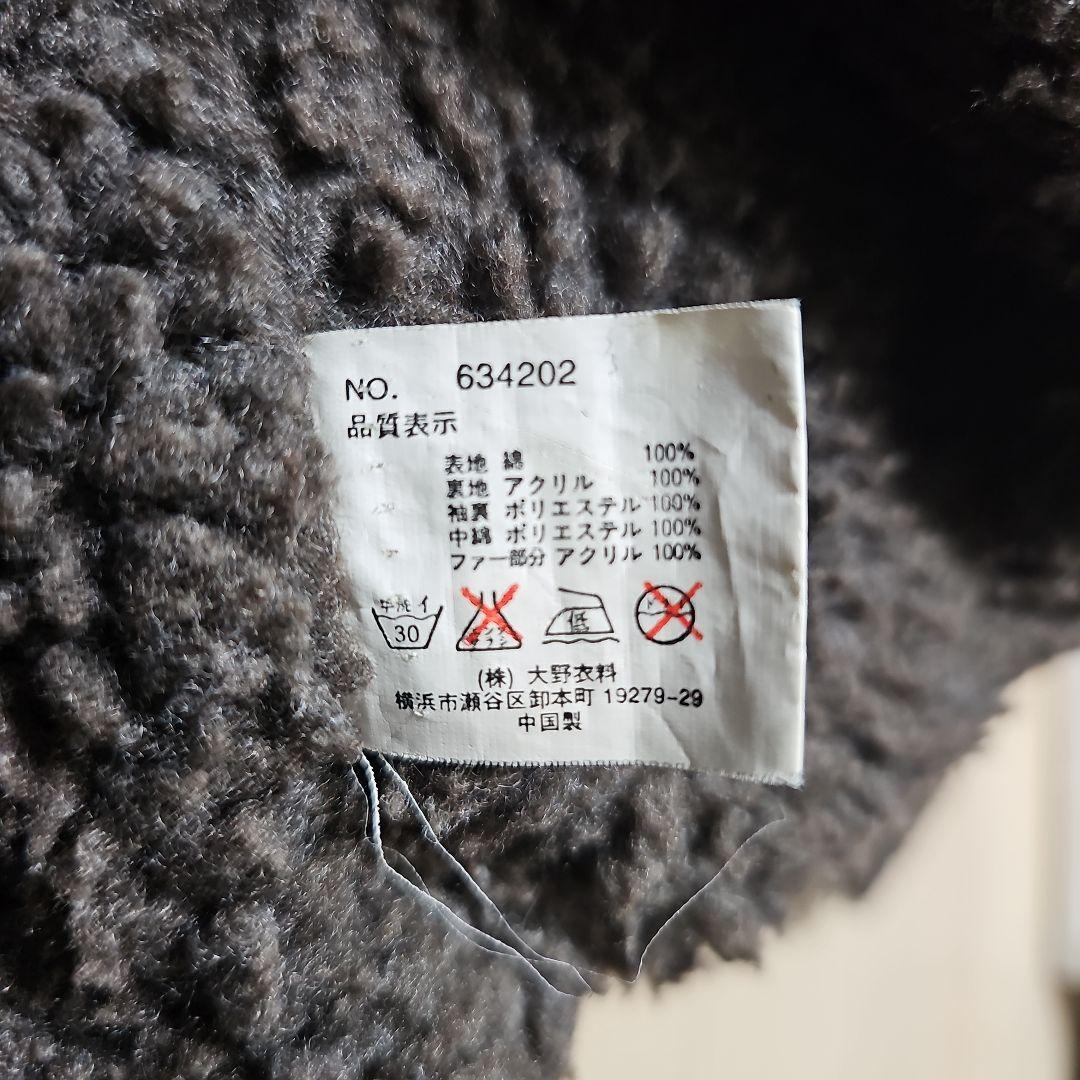 NO. 634202
品質表示
表地 綿 100%
裏地 アクリル 100%
袖裏 ポリエステル 100%
中綿 ポリエステル 100%
ファー部分 アクリル 100%
手洗イ
30
低
(株) 大野衣料
横浜市瀬谷区卸本町 19279-29
中国製